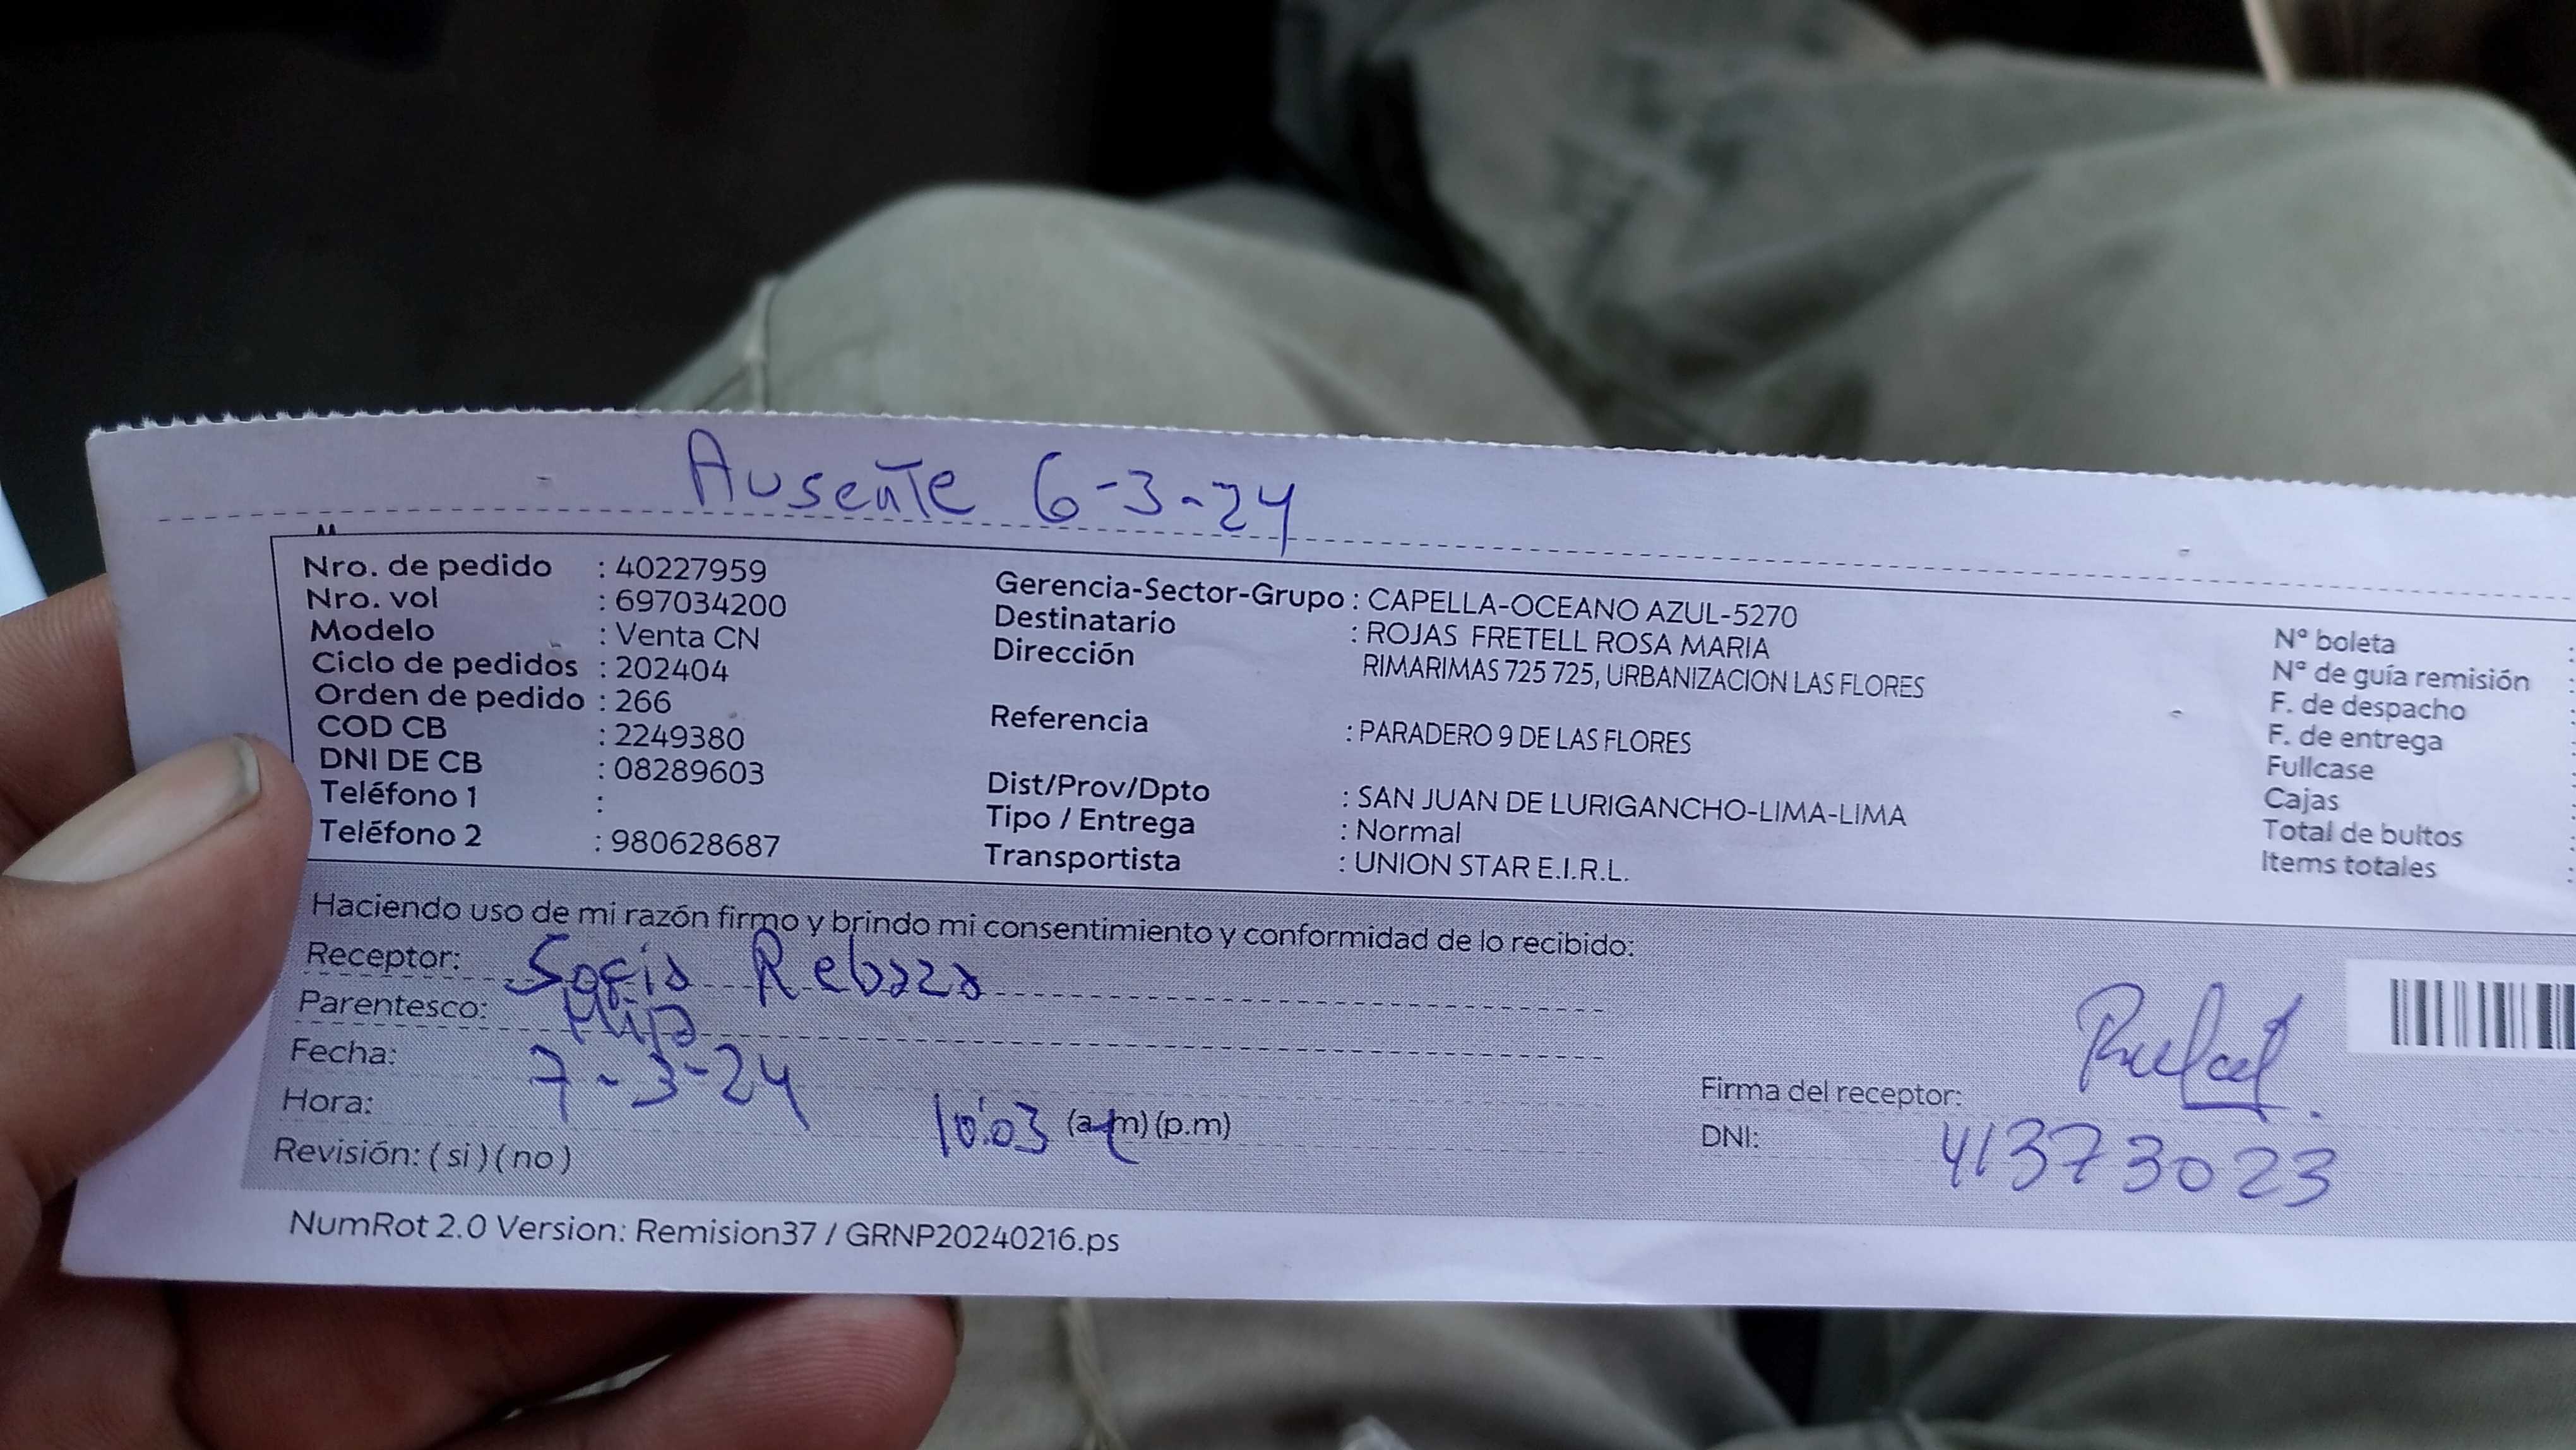 Ausente 6-3-24
Nro. de pedido : 40227959
Nro. vol : 697034200
Modelo : Venta CN
Ciclo de pedidos : 202404
Orden de pedido : 266
COD CB : 2249380
DNI DE CB : 08289603
Teléfono 1 :
Teléfono 2 : 980628687
Gerencia-Sector-Grupo : CAPELLA-OCEANO AZUL-5270
Destinatario : ROJAS FRETELL ROSA MARIA
Dirección RIMARIMAS 725 725, URBANIZACION LAS FLORES
Referencia : PARADERO 9 DE LAS FLORES
Dist/Prov/Dpto : SAN JUAN DE LURIGANCHO-LIMA-LIMA
Tipo / Entrega : Normal
Transportista : UNION STAR E.I.R.L.
N° boleta :
N° de guía remisión :
F. de despacho :
F. de entrega :
Fullcase :
Cajas :
Total de bultos :
Items totales :
Haciendo uso de mi razón firmo y brindo mi consentimiento y conformidad de lo recibido:
Receptor: Sofia Rebaza
Parentesco: Hija
Fecha: 7-3-24
Hora: 10:03 (a.m) (p.m)
Revisión: ( si ) ( no )
Firma del receptor:
DNI: 41373023
NumRot 2.0 Version: Remision37 / GRNP20240216.ps